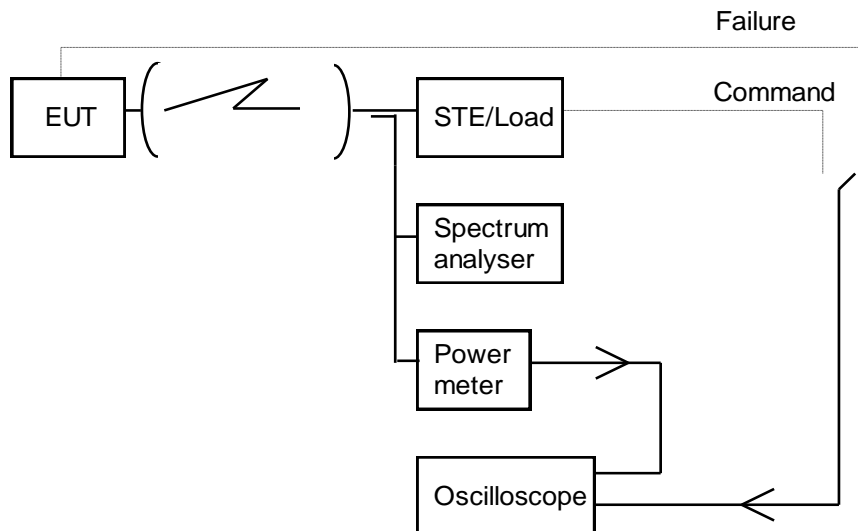 Failure
EUT
STE/Load
Command
Spectrum
analyser
Power
meter
Oscilloscope